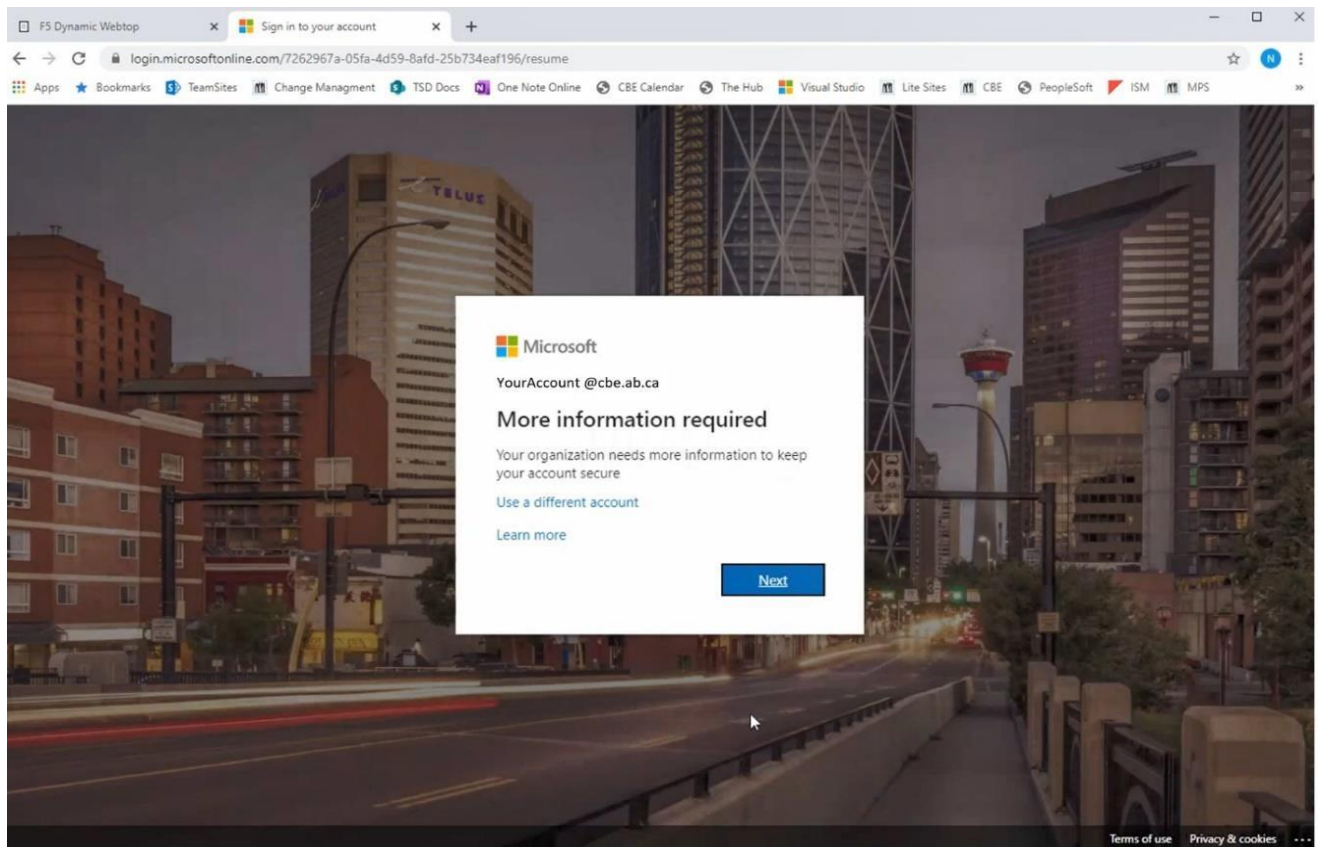 F5 Dynamic Webtop
Sign in to your account
login.microsoftonline.com/7262967a-05fa-4d59-8afd-25b734eaf196/resume
N
Apps Bookmarks TeamSites Change Managment TSD Docs One Note Online CBE Calendar The Hub Visual Studio Lite Sites CBE PeopleSoft ISM MPS
TELUS
Microsoft
YourAccount @cbe.ab.ca
More information required
Your organization needs more information to keep
your account secure
Use a different account
Learn more
Next
Terms of use Privacy & cookies